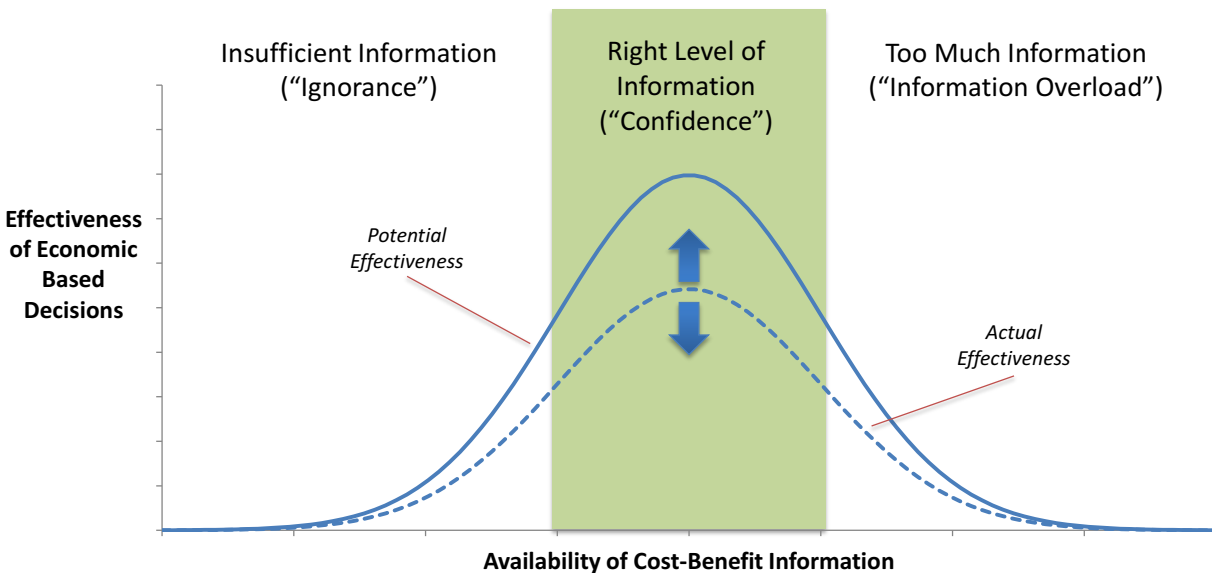 Insufficient Information
(“Ignorance”)
Right Level of
Information
(“Confidence”)
Too Much Information
(“Information Overload”)
Effectiveness
of Economic
Based
Decisions
Potential
Effectiveness
Actual
Effectiveness
Availability of Cost-Benefit Information